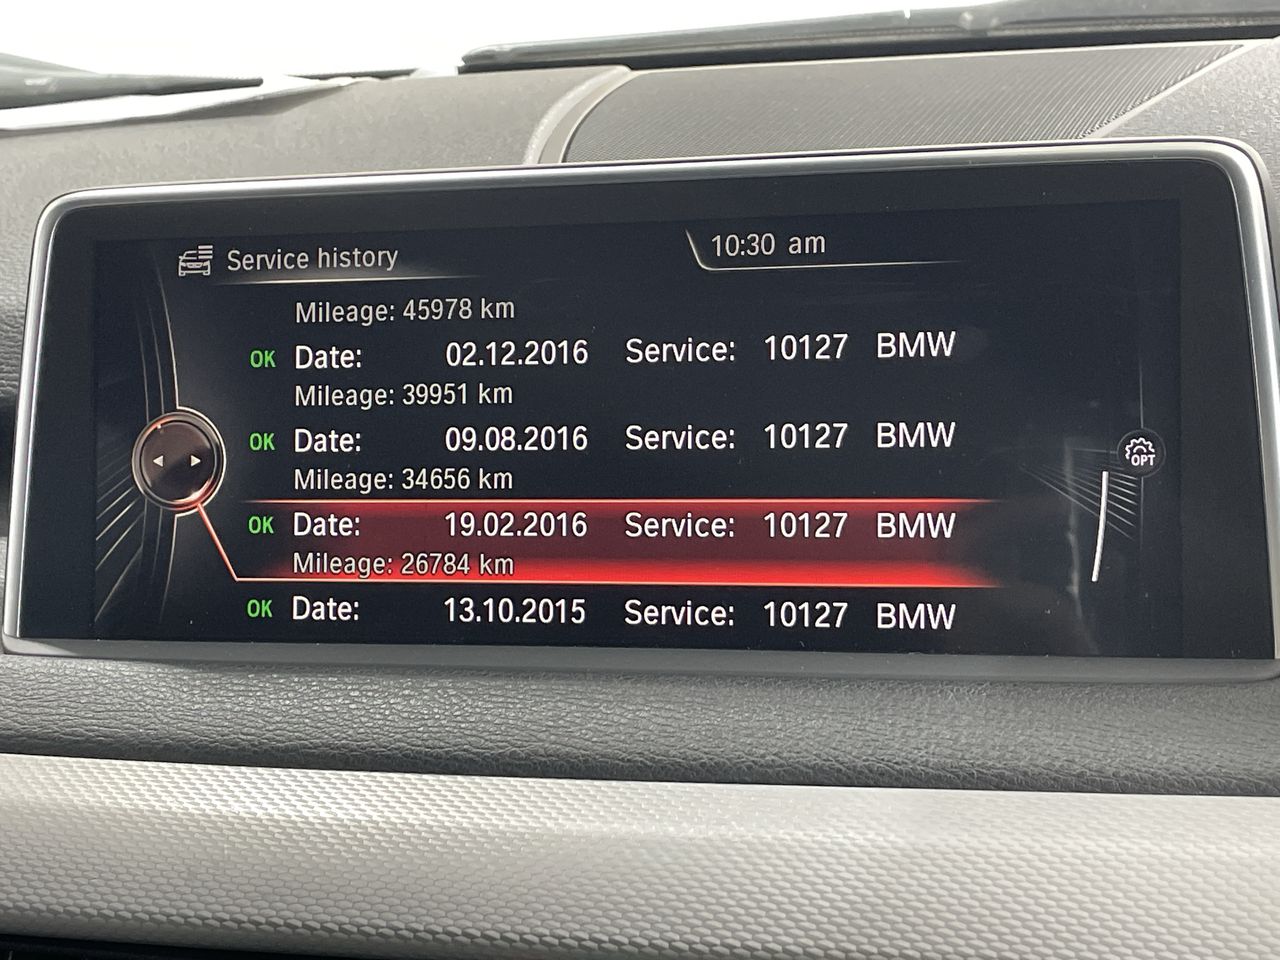 Service history
10:30 am
Mileage: 45978 km
OK Date: 02.12.2016 Service: 10127 BMW
Mileage: 39951 km
OK Date: 09.08.2016 Service: 10127 BMW
Mileage: 34656 km
OK Date: 19.02.2016 Service: 10127 BMW
Mileage: 26784 km
OK Date: 13.10.2015 Service: 10127 BMW
OPT